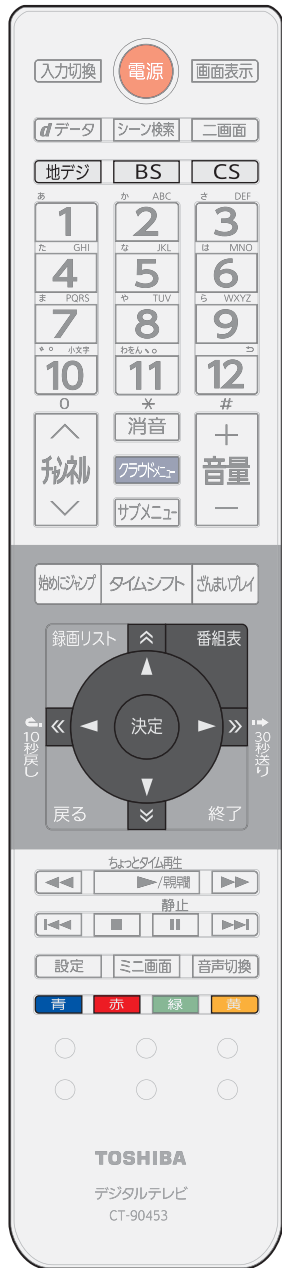 入力切換 電源 画面表示
dデータ シーン検索 二画面
地デジ BS CS
あ か ABC さ DEF
1 2 3
た GHI な JKL は MNO
4 5 6
ま PQRS や TUV ら WXYZ
7 8 9
゛゜ 小文字 わをん、。
10 11 12
0 * #
消音
チャンネル クラウドメニュー + 音量 -
サブメニュー
始めにジャンプ タイムシフト ざんまいプレイ
録画リスト 番組表
10秒戻し 決定 30秒送り
戻る 終了
ちょっとタイム再生
/早早聞
静止
設定 ミニ画面 音声切換
青 赤 緑 黄
TOSHIBA
デジタルテレビ
CT-90453